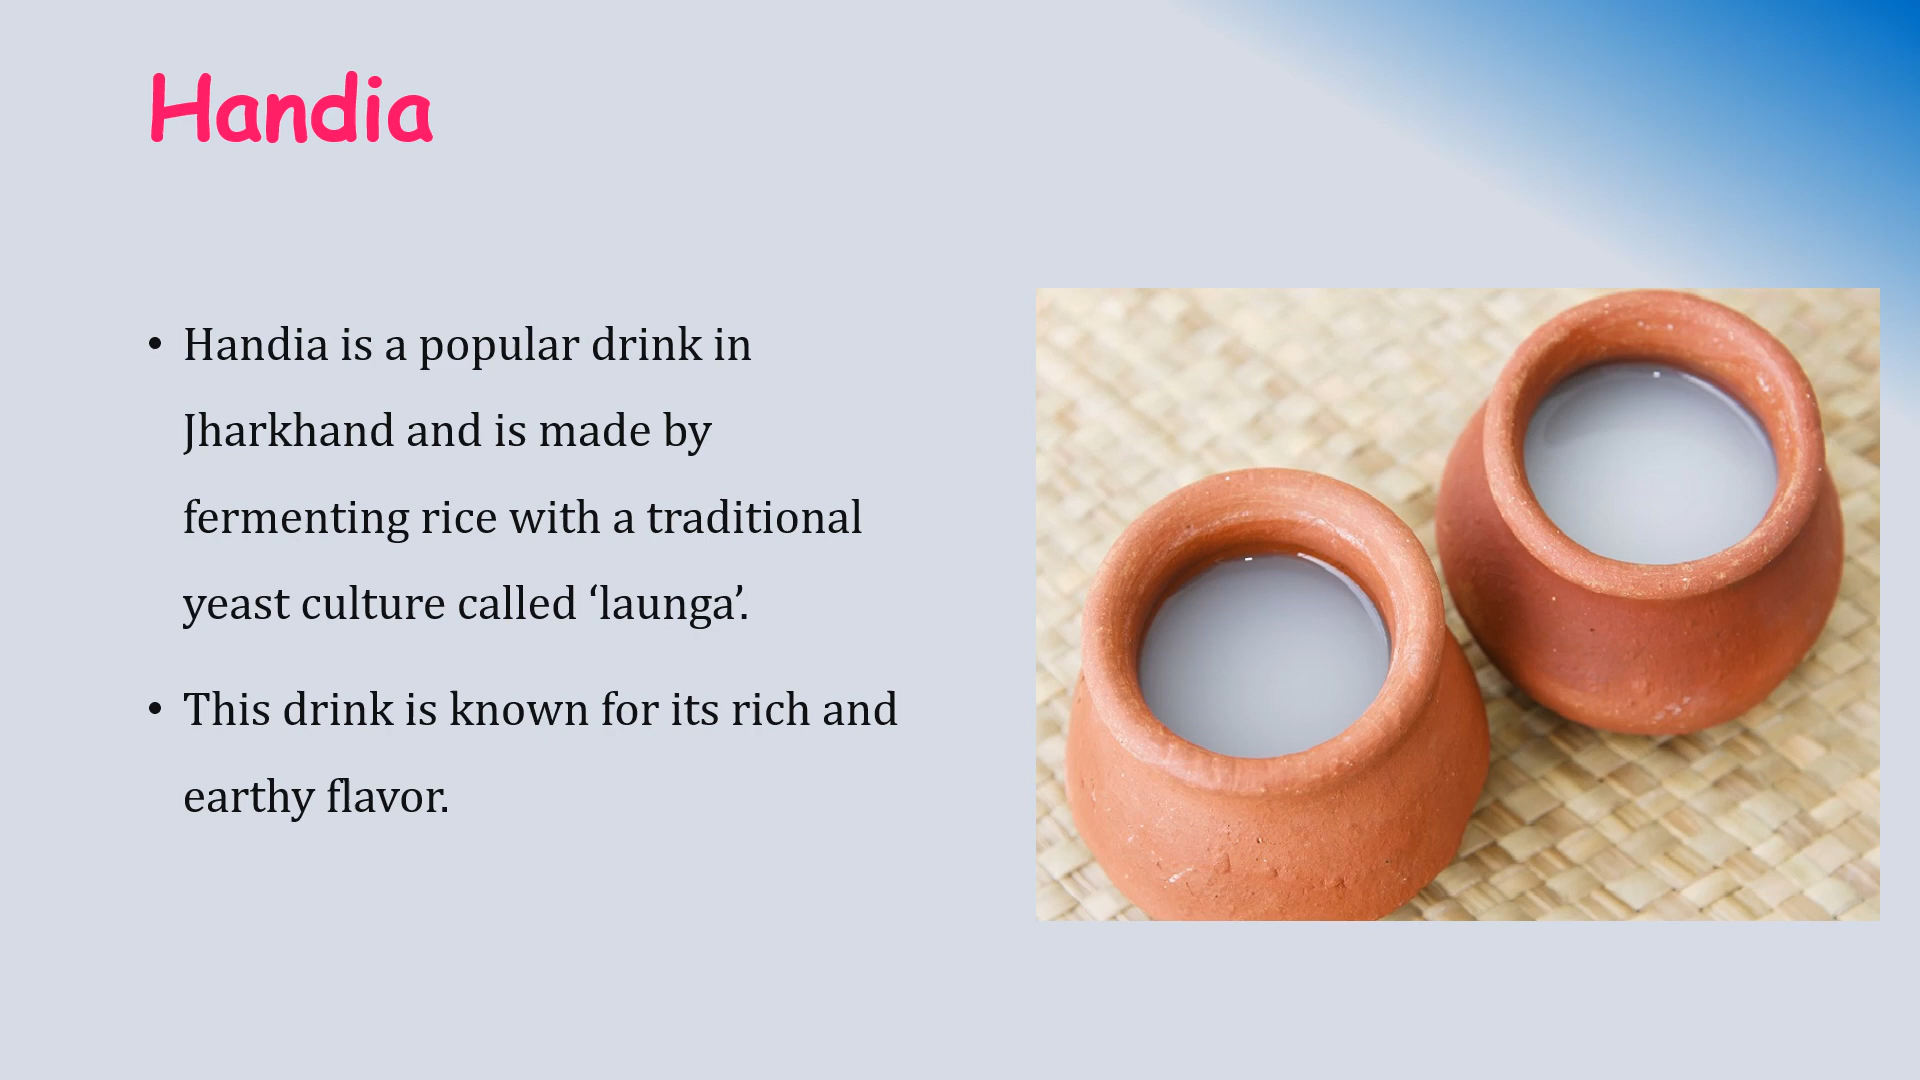 Handia
• Handia is a popular drink in
Jharkhand and is made by
fermenting rice with a traditional
yeast culture called ‘launga’.
• This drink is known for its rich and
earthy flavor.